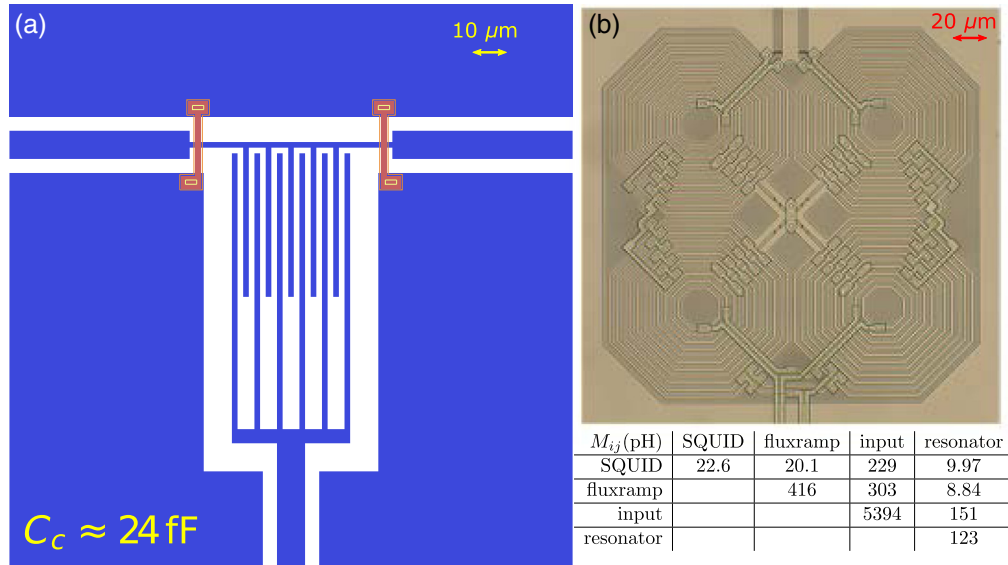 (a)
10 μm
C_c ≈ 24 fF
(b)
20 μm
M_ij(pH) SQUID fluxramp input resonator
SQUID 22.6 20.1 229 9.97
fluxramp 416 303 8.84
input 5394 151
resonator 123